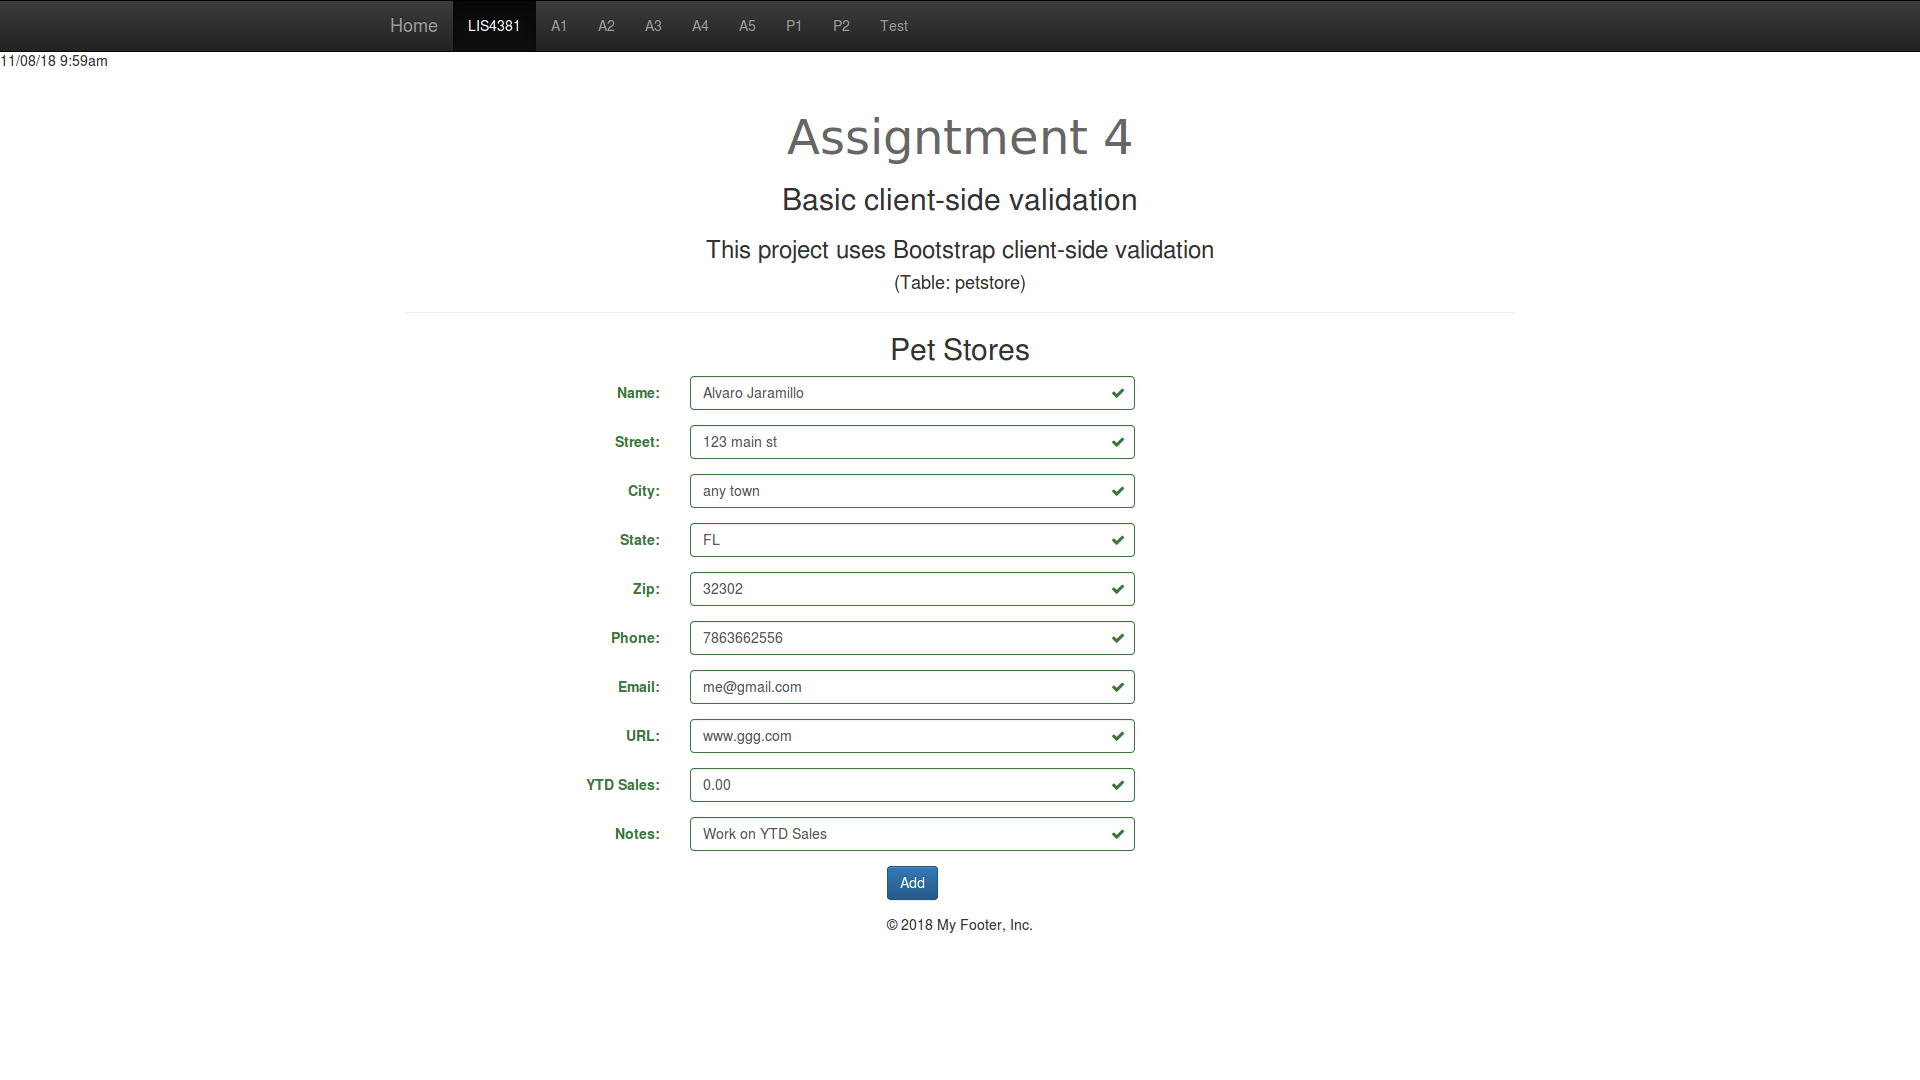 Home LIS4381 A1 A2 A3 A4 A5 P1 P2 Test
11/08/18 9:59am
Assigntment 4
Basic client-side validation
This project uses Bootstrap client-side validation
(Table: petstore)
Pet Stores
Name: Alvaro Jaramillo
Street: 123 main st
City: any town
State: FL
Zip: 32302
Phone: 7863662556
Email: me@gmail.com
URL: www.ggg.com
YTD Sales: 0.00
Notes: Work on YTD Sales
Add
© 2018 My Footer, Inc.